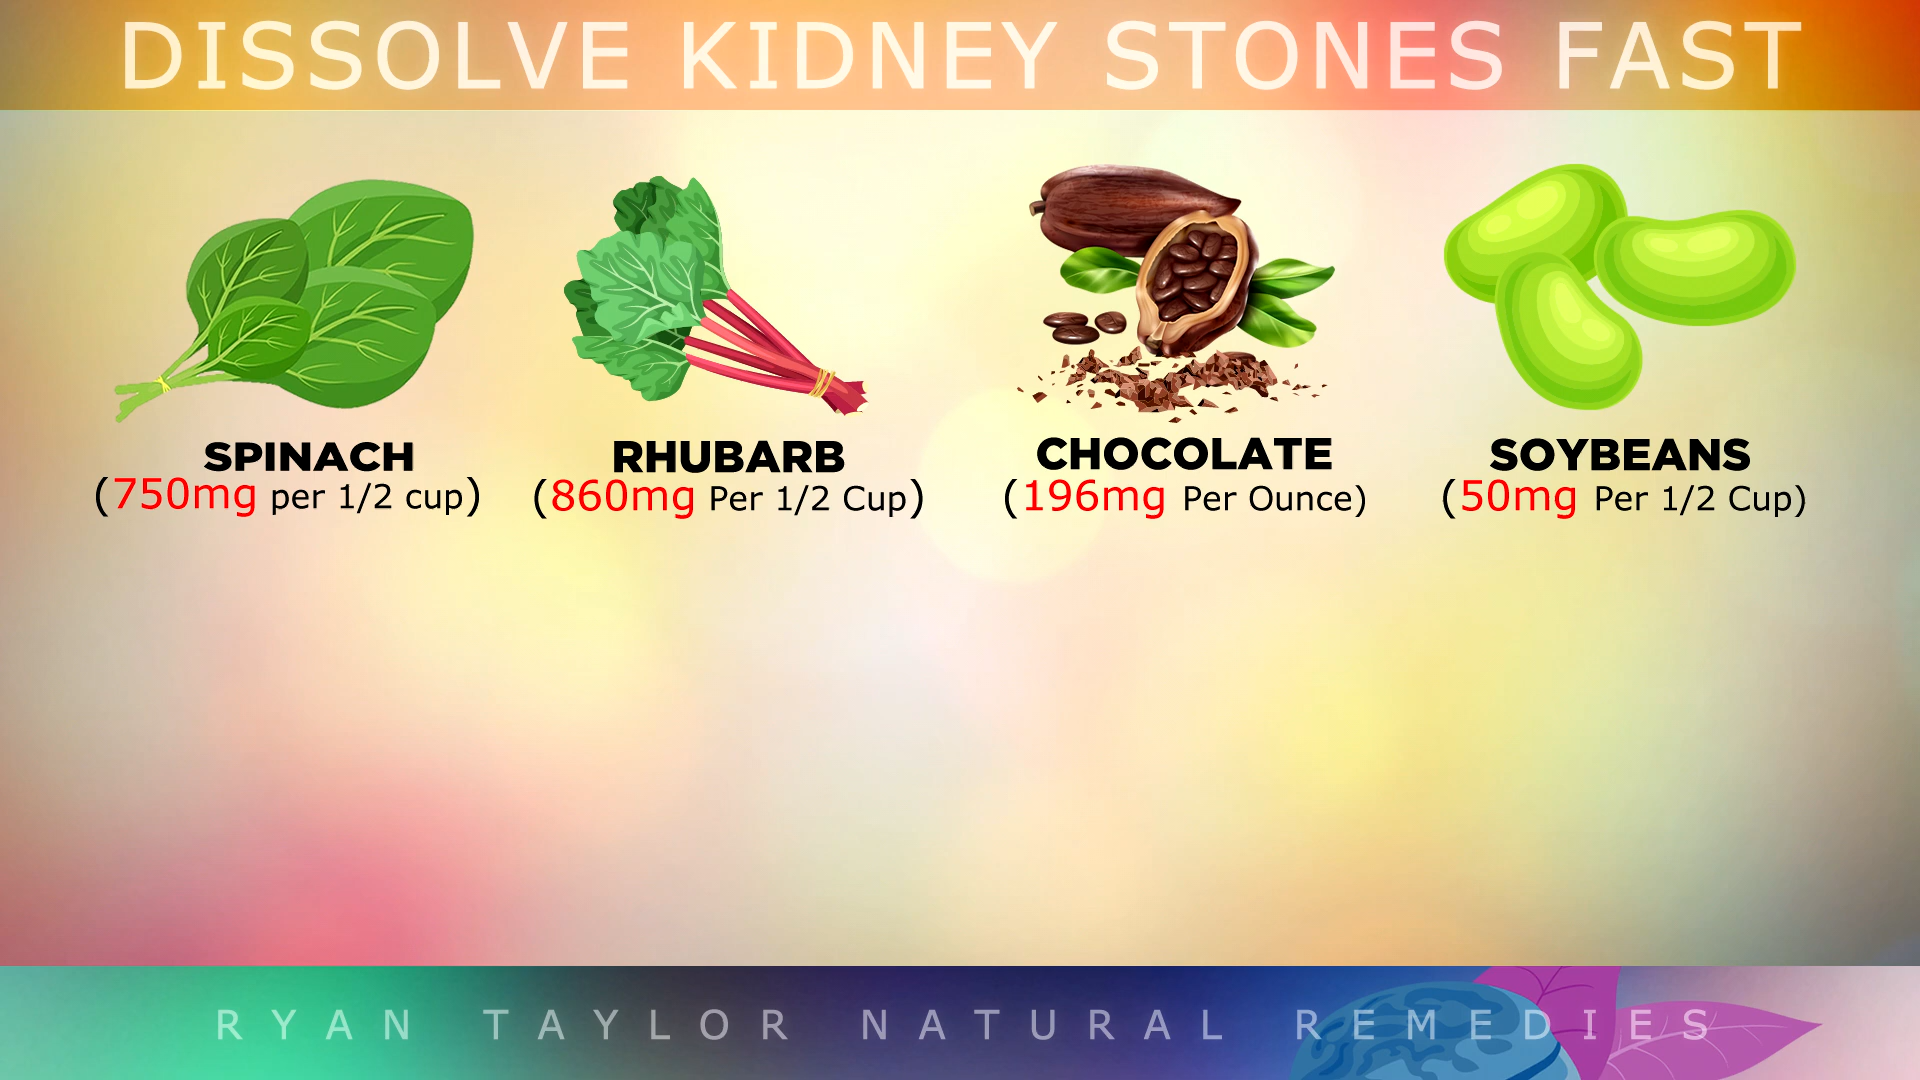 DISSOLVE KIDNEY STONES FAST
SPINACH
(750mg per 1/2 cup)
RHUBARB
(860mg Per 1/2 Cup)
CHOCOLATE
(196mg Per Ounce)
SOYBEANS
(50mg Per 1/2 Cup)
RYAN TAYLOR NATURAL REMEDIES